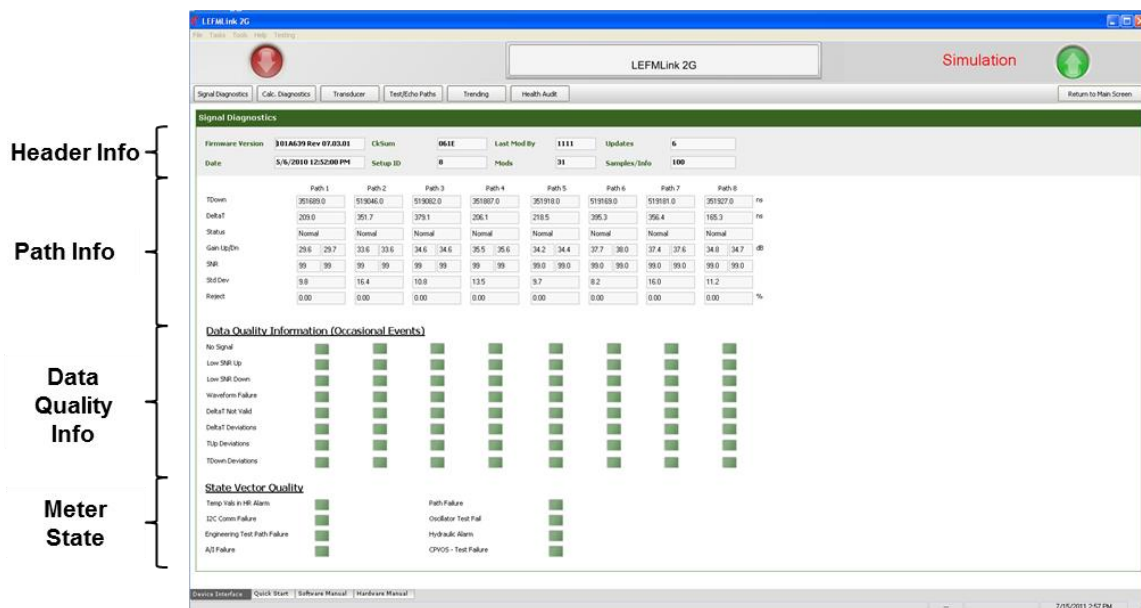 LEFMLink 2G
File Tasks Tools Help Testing
LEFMLink 2G
Simulation
Signal Diagnostics Calc. Diagnostics Transducer Test/Echo Paths Trending Health Audit Return to Main Screen
Signal Diagnostics
Header Info
Firmware Version 101A639 Rev 07.03.01 CkSum 061E Last Mod By 1111 Updates 6
Date 5/6/2010 12:52:00 PM Setup ID 0 Mods 31 Samples/Info 100
Path Info
Path 1 Path 2 Path 3 Path 4 Path 5 Path 6 Path 7 Path 8
TDown 351689.0 519046.0 519082.0 351887.0 351918.0 519169.0 519181.0 351927.0 ns
DeltaT 209.0 351.7 379.1 206.1 218.5 395.3 356.4 165.3 ns
Status Normal Normal Normal Normal Normal Normal Normal Normal
Gain Up/Dn 29.6 29.7 33.6 33.6 34.6 34.6 35.5 35.6 34.2 34.4 37.7 38.0 37.4 37.6 34.8 34.7 dB
SNR 99 99 99 99 99 99 99 99 99.0 99.0 99.0 99.0 99.0 99.0 99.0 99.0
Std Dev 9.8 16.4 10.8 13.5 9.7 8.2 16.0 11.2
Reject 0.00 0.00 0.00 0.00 0.00 0.00 0.00 0.00 %
Data Quality Info
Data Quality Information (Occasional Events)
No Signal
Low SNR Up
Low SNR Down
Waveform Failure
DeltaT Not Valid
DeltaT Deviations
TUp Deviations
TDown Deviations
Meter State
State Vector Quality
Temp Vals in HR Alarm Path Failure
I2C Comm Failure Oscillator Test Fail
Engineering Test Path Failure Hydraulic Alarm
A/I Failure CPVOS - Test Failure
Device Interface Quick Start Software Manual Hardware Manual
7/15/2011 2:57 PM